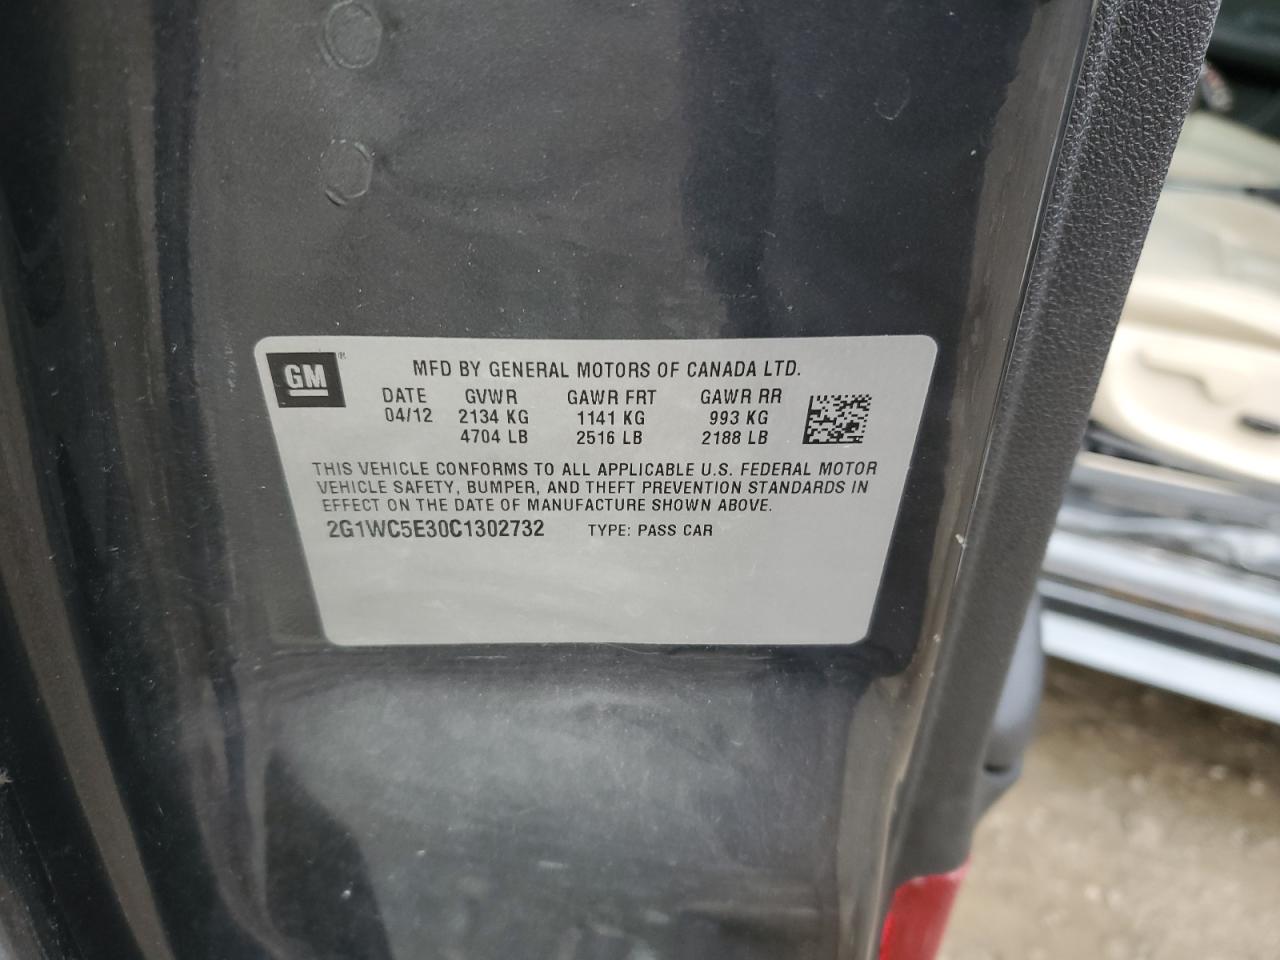 GM®
MFD BY GENERAL MOTORS OF CANADA LTD.
DATE GVWR GAWR FRT GAWR RR
04/12 2134 KG 1141 KG 993 KG
4704 LB 2516 LB 2188 LB
THIS VEHICLE CONFORMS TO ALL APPLICABLE U.S. FEDERAL MOTOR
VEHICLE SAFETY, BUMPER, AND THEFT PREVENTION STANDARDS IN
EFFECT ON THE DATE OF MANUFACTURE SHOWN ABOVE.
2G1WC5E30C1302732 TYPE: PASS CAR